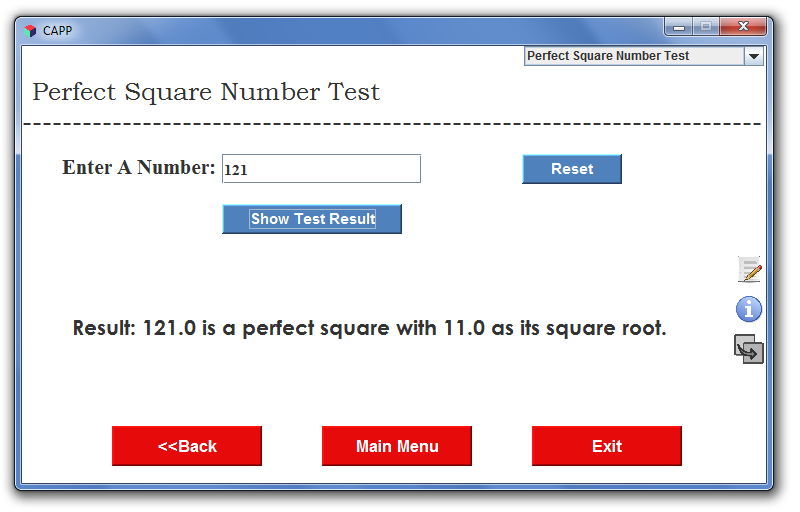 CAPP
Perfect Square Number Test
Perfect Square Number Test
Enter A Number: 121
Reset
Show Test Result
Result: 121.0 is a perfect square with 11.0 as its square root.
<<Back
Main Menu
Exit